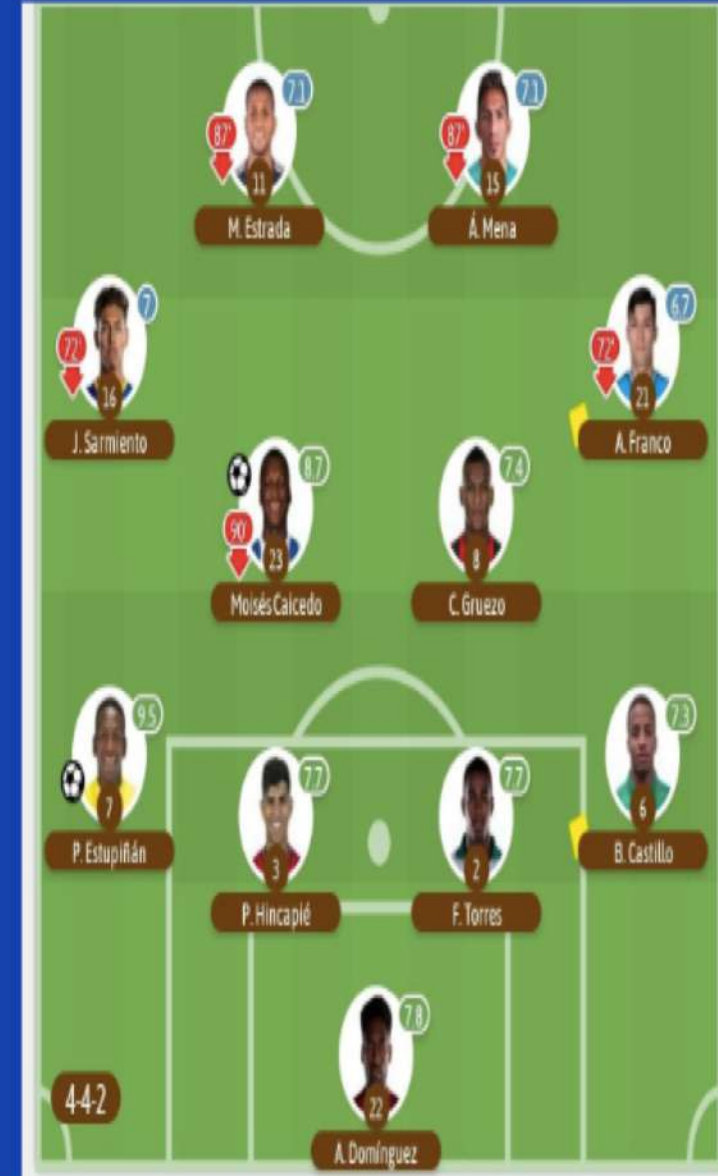 7.1
7.1
87'
87'
11
15
M. Estrada
Á. Mena
7
6.7
72'
72'
16
21
J. Sarmiento
A. Franco
8.7
7.4
90'
23
8
Moisés Caicedo
C. Gruezo
9.5
7.3
7.7
7.7
7
6
P. Estupiñán
B. Castillo
3
2
P. Hincapié
F. Torres
7.8
4-4-2
22
A. Domínguez